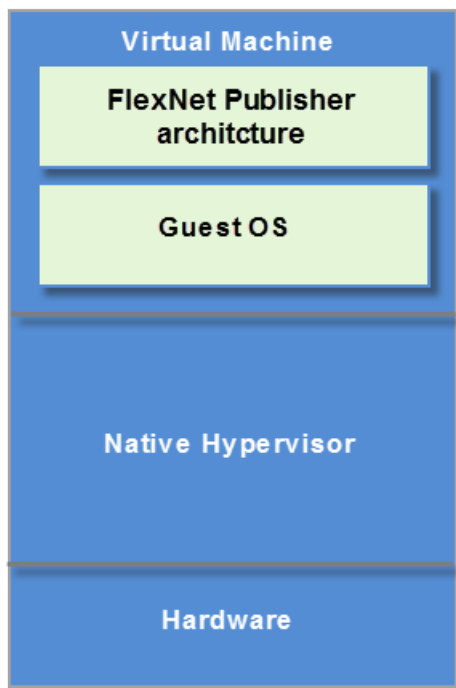 Virtual Machine
FlexNet Publisher
architcture
Guest OS
Native Hypervisor
Hardware